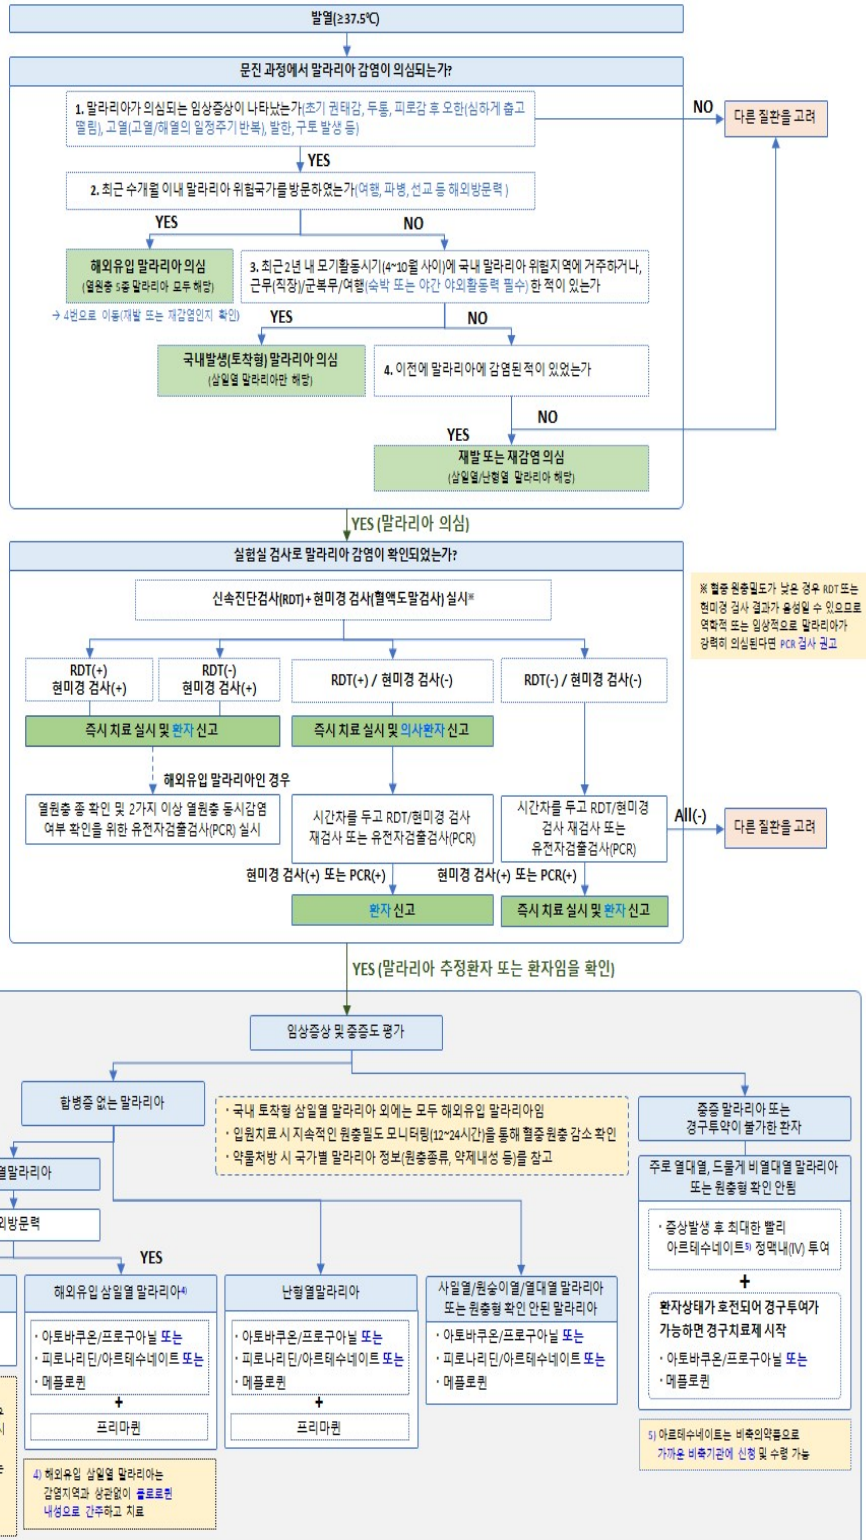 발열(≥37.5℃)
문진 과정에서 말라리아 감염이 의심되는가?
1. 말라리아가 의심되는 임상증상이 나타났는가(초기 권태감, 두통, 피로감 후 오한(심하게 춥고
떨림), 고열(고열/해열의 일정주기 반복), 발한, 구토 발생 등)
NO
다른 질환을 고려
YES
2. 최근 수개월 이내 말라리아 위험국가를 방문하였는가(여행, 파병, 선교 등 해외방문력 )
YES
NO
해외유입 말라리아 의심
(열원충 5종 말라리아 모두 해당)
→ 4번으로 이동(재발 또는 재감염인지 확인)
3. 최근 2년 내 모기활동시기(4~10월 사이)에 국내 말라리아 위험지역에 거주하거나,
근무(직장)/군복무/여행(숙박 또는 야간 야외활동력 필수) 한 적이 있는가
YES
NO
국내발생(토착형) 말라리아 의심
(삼일열 말라리아만 해당)
4. 이전에 말라리아에 감염된 적이 있었는가
NO
YES
재발 또는 재감염 의심
(삼일열/난형열 말라리아 해당)
YES (말라리아 의심)
실험실 검사로 말라리아 감염이 확인되었는가?
신속진단검사(RDT)+ 현미경 검사(혈액도말검사) 실시※
※ 혈중 원충밀도가 낮은 경우 RDT 또는
현미경 검사 결과가 음성일 수 있으므로
역학적 또는 임상적으로 말라리아가
강력히 의심된다면 PCR 검사 권고
RDT(+)
현미경 검사(+)
RDT(-)
현미경 검사(+)
RDT(+) / 현미경 검사(-)
RDT(-) / 현미경 검사(-)
즉시 치료 실시 및 환자 신고
즉시 치료 실시 및 의사환자 신고
해외유입 말라리아인 경우
열원충 종 확인 및 2가지 이상 열원충 동시감염
여부 확인을 위한 유전자검출검사(PCR) 실시
시간차를 두고 RDT/현미경 검사
재검사 또는 유전자검출검사(PCR)
시간차를 두고 RDT/현미경
검사 재검사 또는
유전자검출검사(PCR)
All(-)
다른 질환을 고려
현미경 검사(+) 또는 PCR(+)
현미경 검사(+) 또는 PCR(+)
환자 신고
즉시 치료 실시 및 환자 신고
YES (말라리아 추정환자 또는 환자임을 확인)
임상증상 및 중증도 평가
합병증 없는 말라리아
· 국내 토착형 삼일열 말라리아 외에는 모두 해외유입 말라리아임
· 입원치료 시 지속적인 원충밀도 모니터링(12~24시간)을 통해 혈중 원충 감소 확인
· 약물처방 시 국가별 말라리아 정보(원충종류, 약제내성 등)를 참고
중증 말라리아 또는
경구투약이 불가한 환자
열말라리아
외방문력
YES
주로 열대열, 드물게 비열대열 말라리아
또는 원충형 확인 안됨
· 증상발생 후 최대한 빨리
아르테수네이트5) 정맥내(IV) 투여
+
환자상태가 호전되어 경구투여가
가능하면 경구치료제 시작
· 아토바쿠온/프로구아닐 또는
· 메플로퀸
해외유입 삼일열 말라리아4)
· 아토바쿠온/프로구아닐 또는
· 피로나리딘/아르테수네이트 또는
· 메플로퀸
+
프리마퀸
난형열말라리아
· 아토바쿠온/프로구아닐 또는
· 피로나리딘/아르테수네이트 또는
· 메플로퀸
+
프리마퀸
사일열/원숭이열/열대열 말라리아
또는 원충형 확인 안된 말라리아
· 아토바쿠온/프로구아닐 또는
· 피로나리딘/아르테수네이트 또는
· 메플로퀸
5) 아르테수네이트는 비축의약품으로
가까운 비축기관에 신청 및 수령 가능
시
는
4) 해외유입 삼일열 말라리아는
감염지역과 상관없이 클로로퀸
내성으로 간주하고 치료